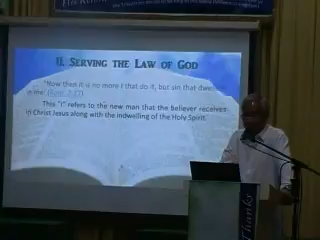 II. SERVING THE LAW OF GOD
"Now then it is no more I that do it, but sin that dwe
in me.
This "I" refers to the new man that the believer receives
in Christ Jesus along with the indwelling of the Holy Spirit.
Thanks